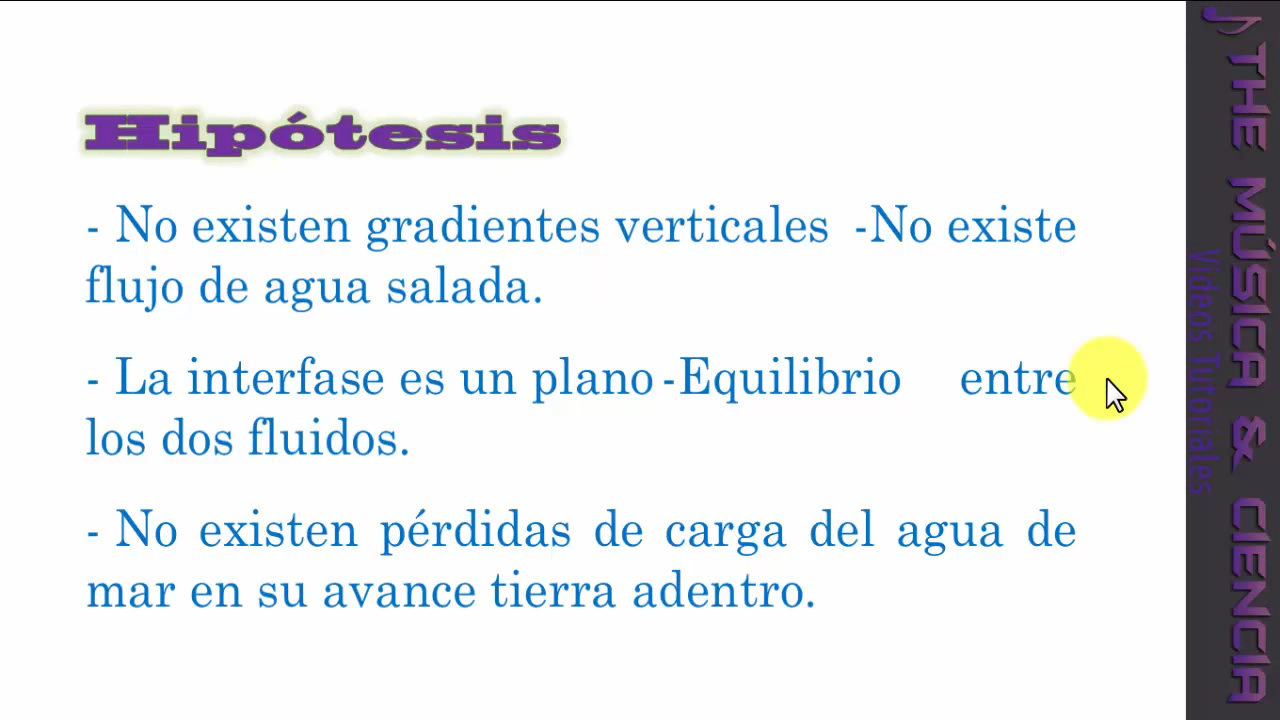 Hipótesis
- No existen gradientes verticales -No existe
flujo de agua salada.
- La interfase es un plano -Equilibrio entre
los dos fluidos.
- No existen pérdidas de carga del agua de
mar en su avance tierra adentro.
THE MÚSICA & CIENCIA
Videos Tutoriales